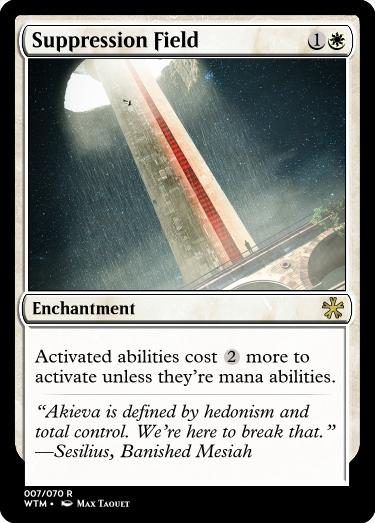 Suppression Field 1
Enchantment
Activated abilities cost 2 more to
activate unless they're mana abilities.
“Akieva is defined by hedonism and
total control. We're here to break that.”
—Sesilius, Banished Mesiah
007/070 R
WTM • Max Taouet